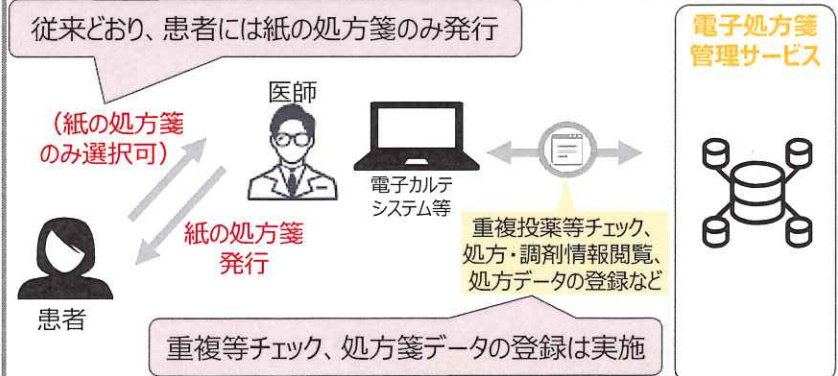 従来どおり、患者には紙の処方箋のみ発行
電子処方箋
管理サービス
医師
（紙の処方箋
のみ選択可）
電子カルテ
システム等
紙の処方箋
発行
重複投薬等チェック、
処方・調剤情報閲覧、
処方データの登録など
患者
重複等チェック、処方箋データの登録は実施